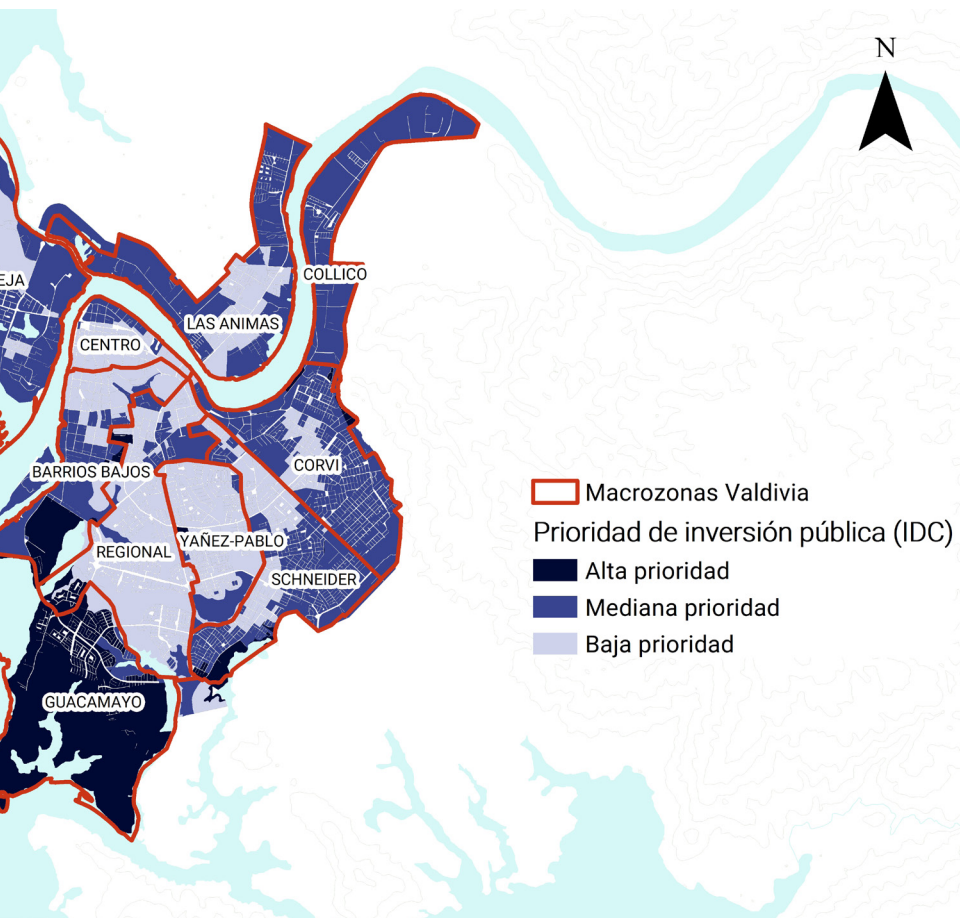 N
COLLICO
EJA
LAS ANIMAS
CENTRO
CORVI
BARRIOS BAJOS
YAÑEZ-PABLO
REGIONAL
SCHNEIDER
GUACAMAYO
Macrozonas Valdivia
Prioridad de inversión pública (IDC)
Alta prioridad
Mediana prioridad
Baja prioridad